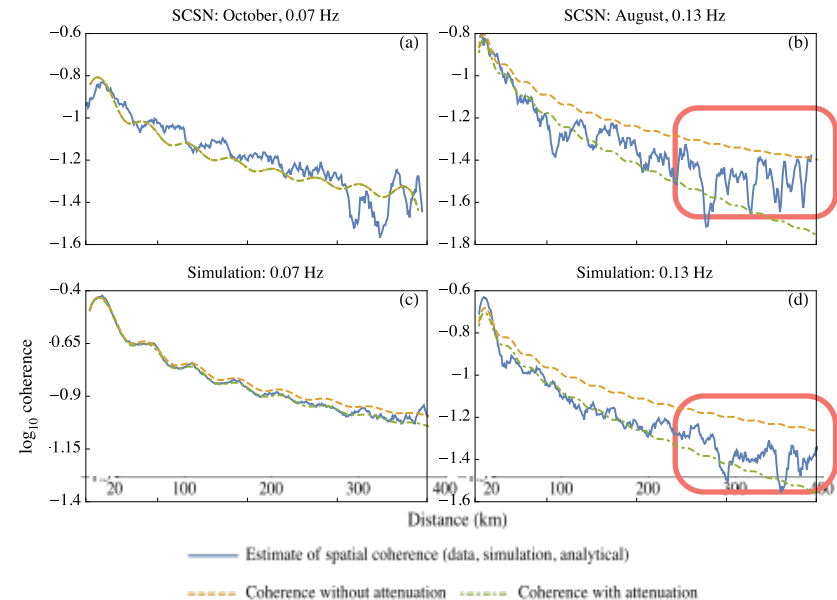 SCSN: October, 0.07 Hz
SCSN: August, 0.13 Hz
-0.6
(a)
-0.8
-1
-1.2
-1.4
-1.6
-0.8
(b)
-1
-1.2
-1.4
-1.6
-1.8
Simulation: 0.07 Hz
Simulation: 0.13 Hz
-0.4
(c)
-0.65
-0.9
-1.15
-1.4
-0.6
(d)
-0.8
-1
-1.2
-1.4
-1.6
log10 coherence
20 100 200 300 400
20 100 200 300 400
Distance (km)
Estimate of spatial coherence (data, simulation, analytical)
Coherence without attenuation
Coherence with attenuation